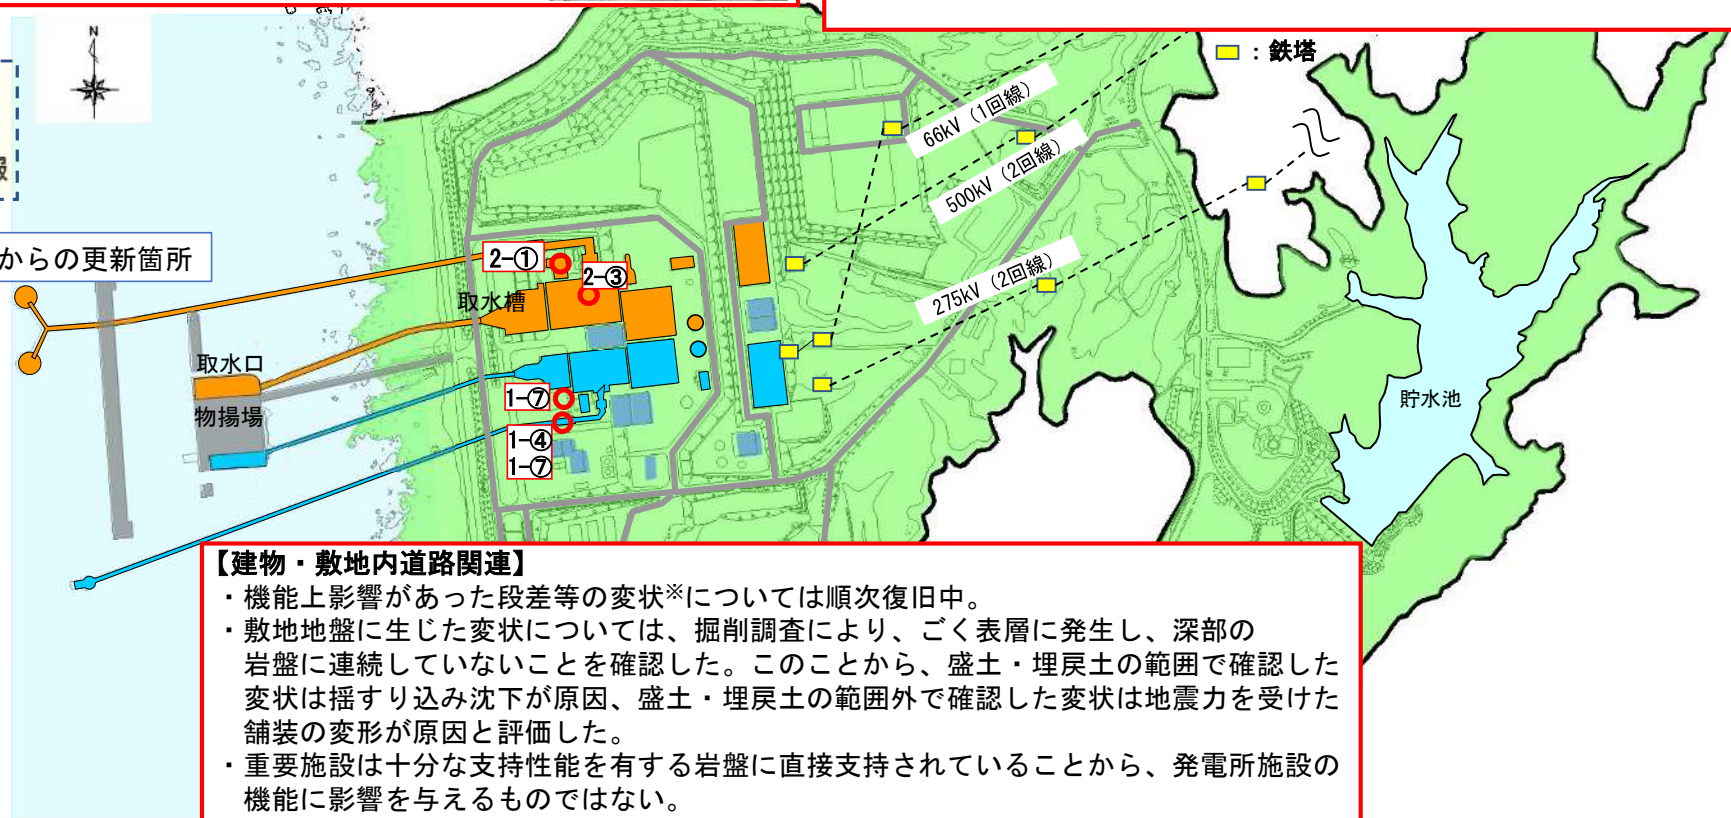 N
：鉄塔
報
からの更新箇所
66kV（1回線）
500kV（2回線）
275kV（2回線）
2-①
2-③
取水槽
取水口
物揚場
1-⑦
1-④
1-⑦
貯水池
【建物・敷地内道路関連】
・機能上影響があった段差等の変状※については順次復旧中。
・敷地地盤に生じた変状については、掘削調査により、ごく表層に発生し、深部の
岩盤に連続していないことを確認した。このことから、盛土・埋戻土の範囲で確認した
変状は揺すり込み沈下が原因、盛土・埋戻土の範囲外で確認した変状は地震力を受けた
舗装の変形が原因と評価した。
・重要施設は十分な支持性能を有する岩盤に直接支持されていることから、発電所施設の
機能に影響を与えるものではない。